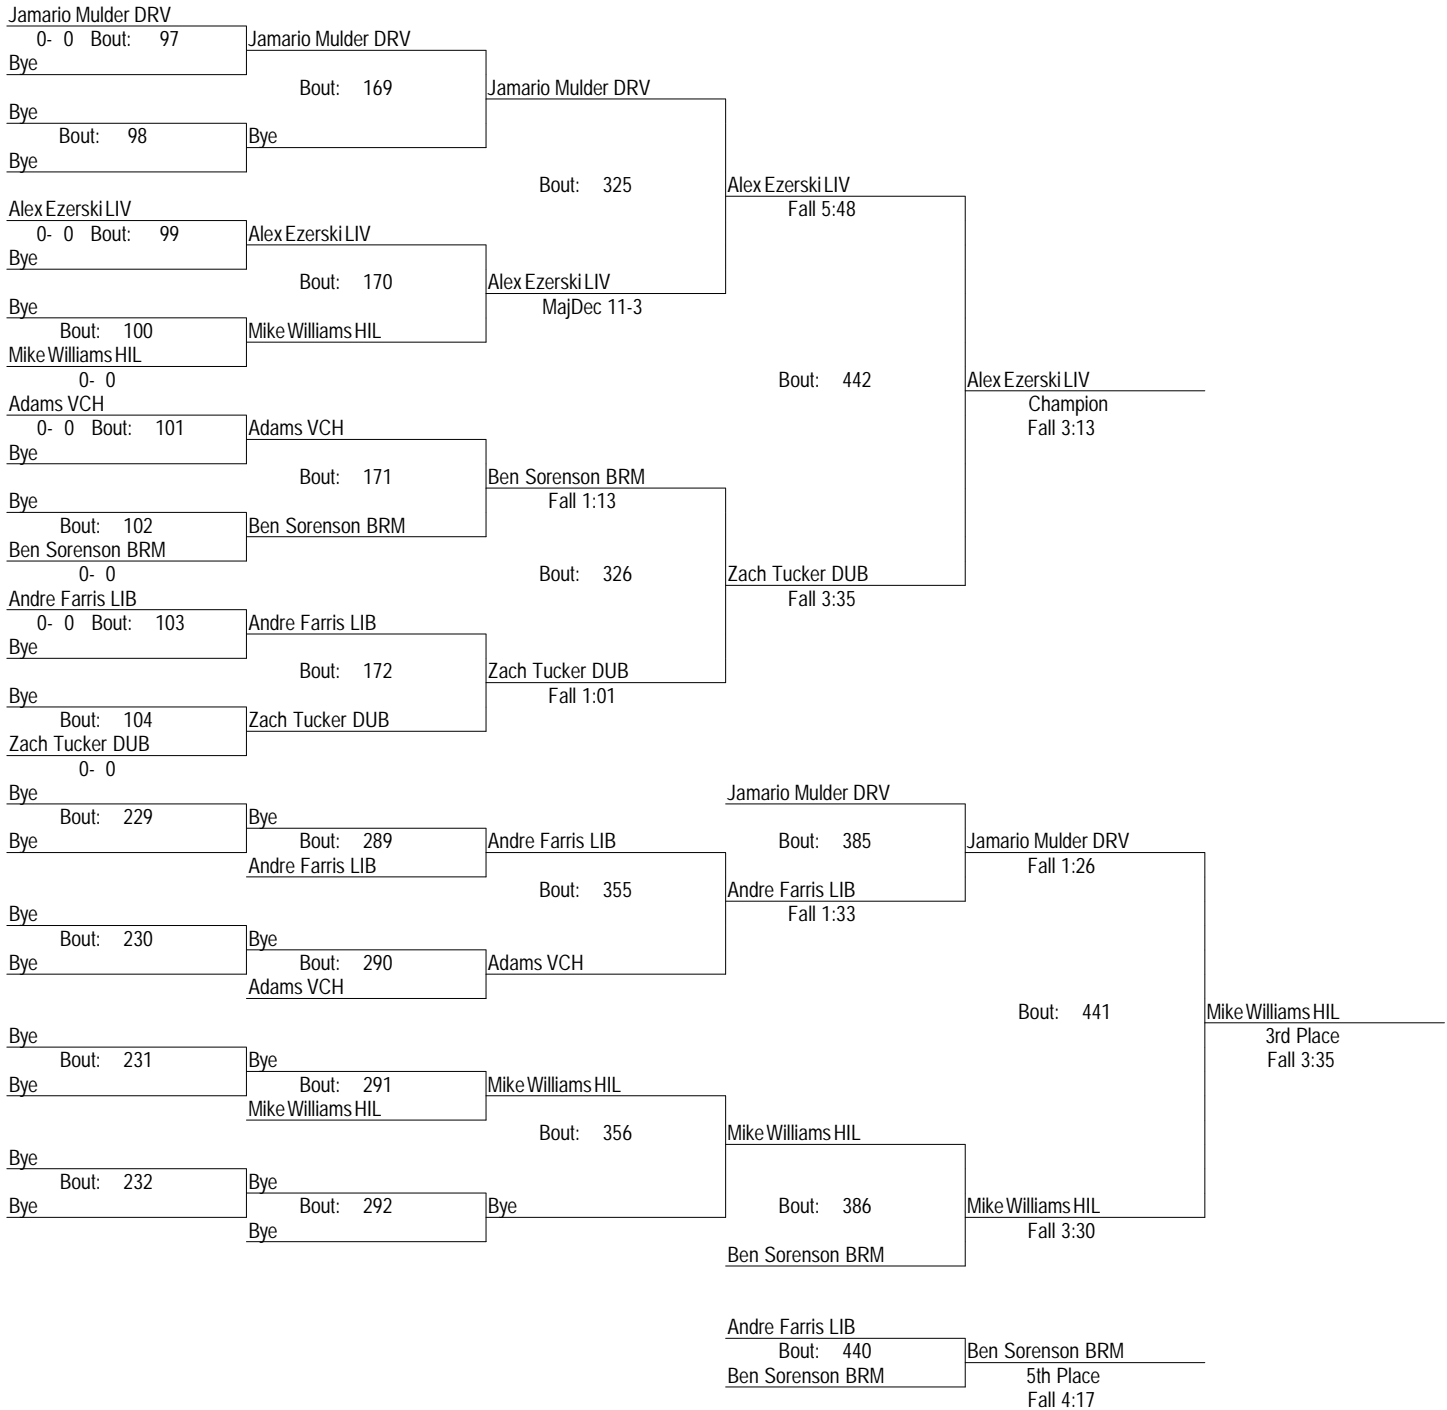 Jamario Mulder DRV
0- 0 Bout: 97
Bye
Jamario Mulder DRV
Bout: 169
Jamario Mulder DRV
Bye
Bout: 98
Bye
Bye
Bout: 325
Alex Ezerski LIV
Fall 5:48
Alex Ezerski LIV
0- 0 Bout: 99
Bye
Alex Ezerski LIV
Bout: 170
Alex Ezerski LIV
MajDec 11-3
Bye
Bout: 100
Mike Williams HIL
0- 0
Mike Williams HIL
Bout: 442
Alex Ezerski LIV
Champion
Fall 3:13
Adams VCH
0- 0 Bout: 101
Bye
Adams VCH
Bout: 171
Ben Sorenson BRM
Fall 1:13
Bye
Bout: 102
Ben Sorenson BRM
0- 0
Ben Sorenson BRM
Bout: 326
Zach Tucker DUB
Fall 3:35
Andre Farris LIB
0- 0 Bout: 103
Bye
Andre Farris LIB
Bout: 172
Zach Tucker DUB
Fall 1:01
Bye
Bout: 104
Zach Tucker DUB
0- 0
Zach Tucker DUB
Bye
Bout: 229
Bye
Bye
Bout: 289
Andre Farris LIB
Andre Farris LIB
Bout: 355
Jamario Mulder DRV
Bout: 385
Andre Farris LIB
Fall 1:33
Jamario Mulder DRV
Fall 1:26
Bye
Bout: 230
Bye
Bye
Bout: 290
Adams VCH
Adams VCH
Bout: 441
Mike Williams HIL
3rd Place
Fall 3:35
Bye
Bout: 231
Bye
Bye
Bout: 291
Mike Williams HIL
Mike Williams HIL
Bout: 356
Mike Williams HIL
Bye
Bout: 232
Bye
Bye
Bout: 292
Bye
Bye
Bout: 386
Ben Sorenson BRM
Mike Williams HIL
Fall 3:30
Andre Farris LIB
Bout: 440
Ben Sorenson BRM
Ben Sorenson BRM
5th Place
Fall 4:17